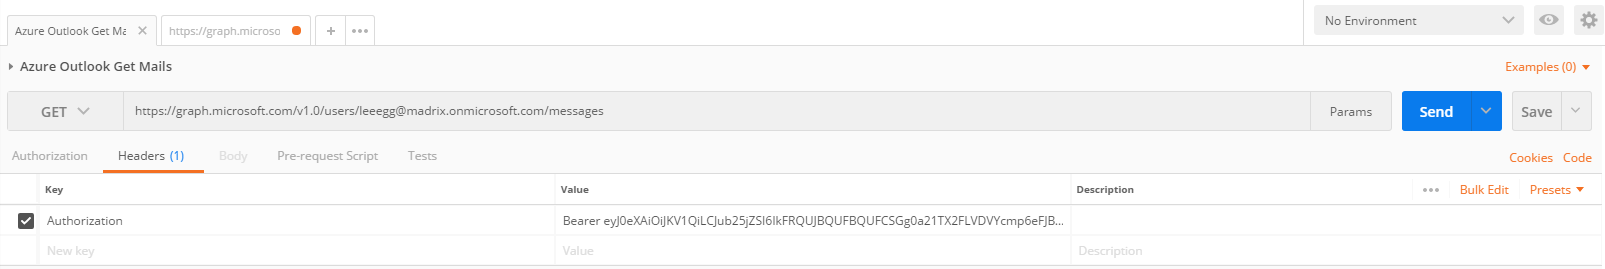 Azure Outlook Get Ma
https://graph.microso
No Environment
Azure Outlook Get Mails
Examples (0)
GET
https://graph.microsoft.com/v1.0/users/leeegg@madrix.onmicrosoft.com/messages
Params
Send
Save
Authorization Headers (1) Body Pre-request Script Tests
Cookies Code
Key Value Description
Bulk Edit Presets
Authorization Bearer eyJ0eXAiOiJKV1QiLCJub25jZSI6IkFRQUJBQUFBQUFCSGg0a21TX2FLVDVYcmp6eFJB...
New key Value Description